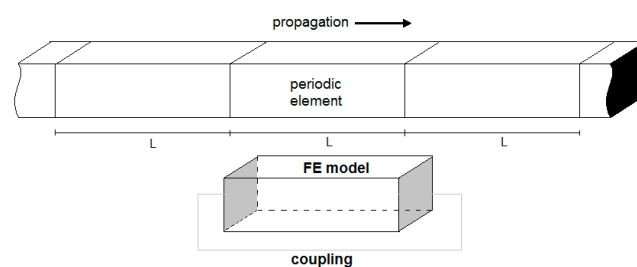 propagation
periodic
element
L L L
FE model
coupling